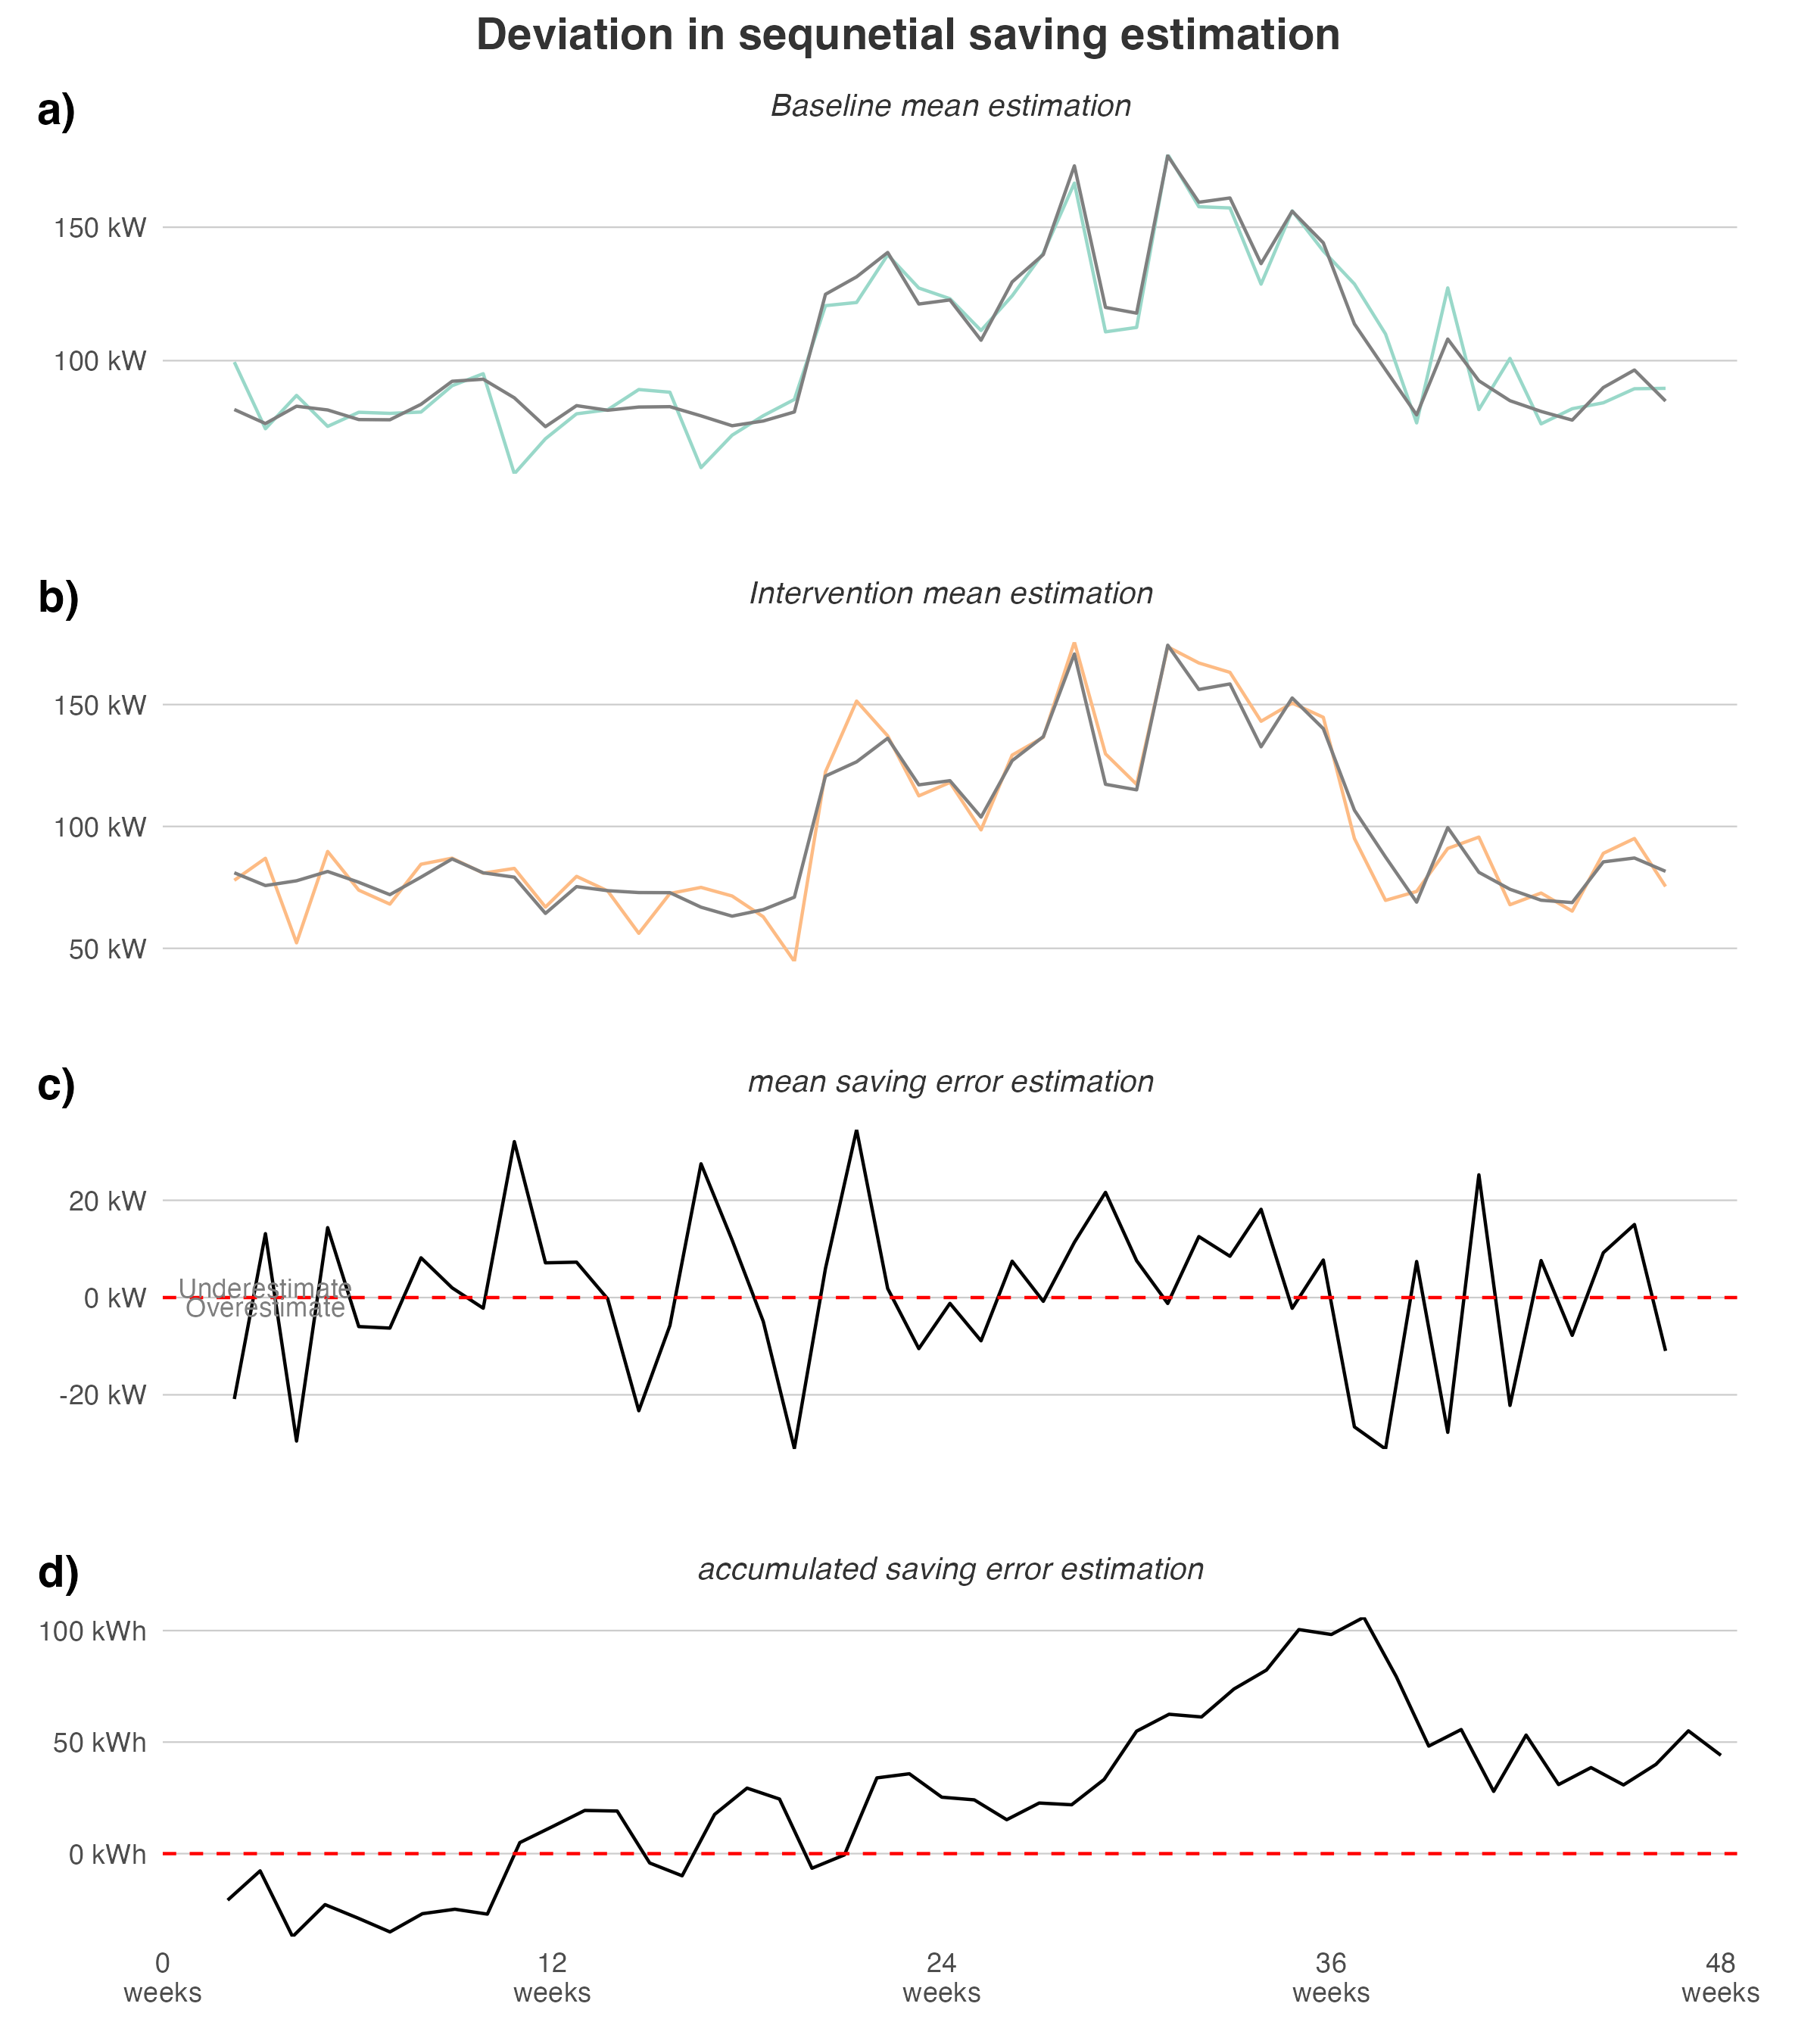 Deviation in sequnetial saving estimation
a)
Baseline mean estimation
150 kW
100 kW
b)
Intervention mean estimation
150 kW
100 kW
50 kW
c)
mean saving error estimation
20 kW
Underestimate
0 kW
Overestimate
-20 kW
d)
accumulated saving error estimation
100 kWh
50 kWh
0 kWh
0 12 24 36 48
weeks weeks weeks weeks weeks